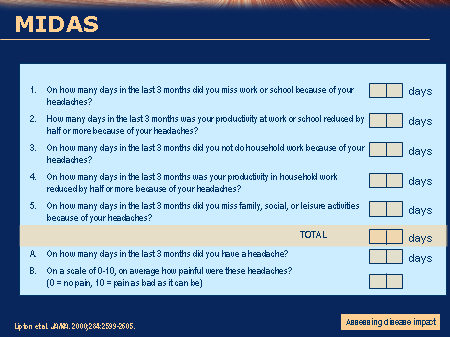 MIDAS
1. On how many days in the last 3 months did you miss work or school because of your days
headaches?
2. How many days in the last 3 months was your productivity at work or school reduced by days
half or more because of your headaches?
3. On how many days in the last 3 months did you not do household work because of your days
headaches?
4. On how many days in the last 3 months was your productivity in household work days
reduced by half or more because of your headaches?
5. On how many days in the last 3 months did you miss family, social, or leisure activities days
because of your headaches?
TOTAL days
A. On how many days in the last 3 months did you have a headache? days
B. On a scale of 0-10, on average how painful were these headaches?
(0 = no pain, 10 = pain as bad as it can be)
Assessing disease impact
Lipton et al. JAMA. 2000;284:2599-2605.